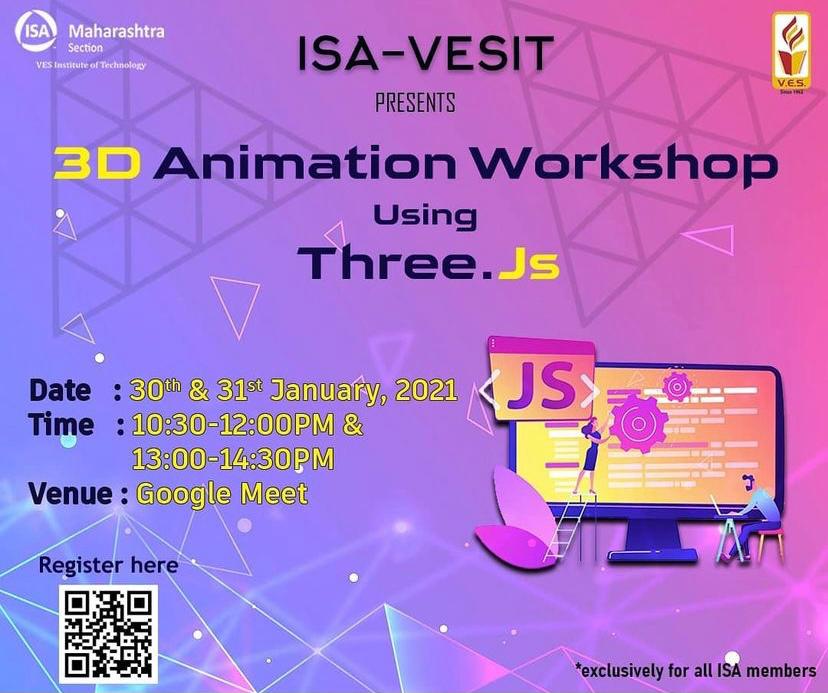 ISA
Maharashtra
Section
VES Institute of Technology
V.E.S.
Since 1962
ISA-VESIT
PRESENTS
3D Animation Workshop
Using
Three.Js
Date : 30th & 31st January, 2021
Time : 10:30-12:00PM &
13:00-14:30PM
Venue : Google Meet
JS
Register here
*exclusively for all ISA members